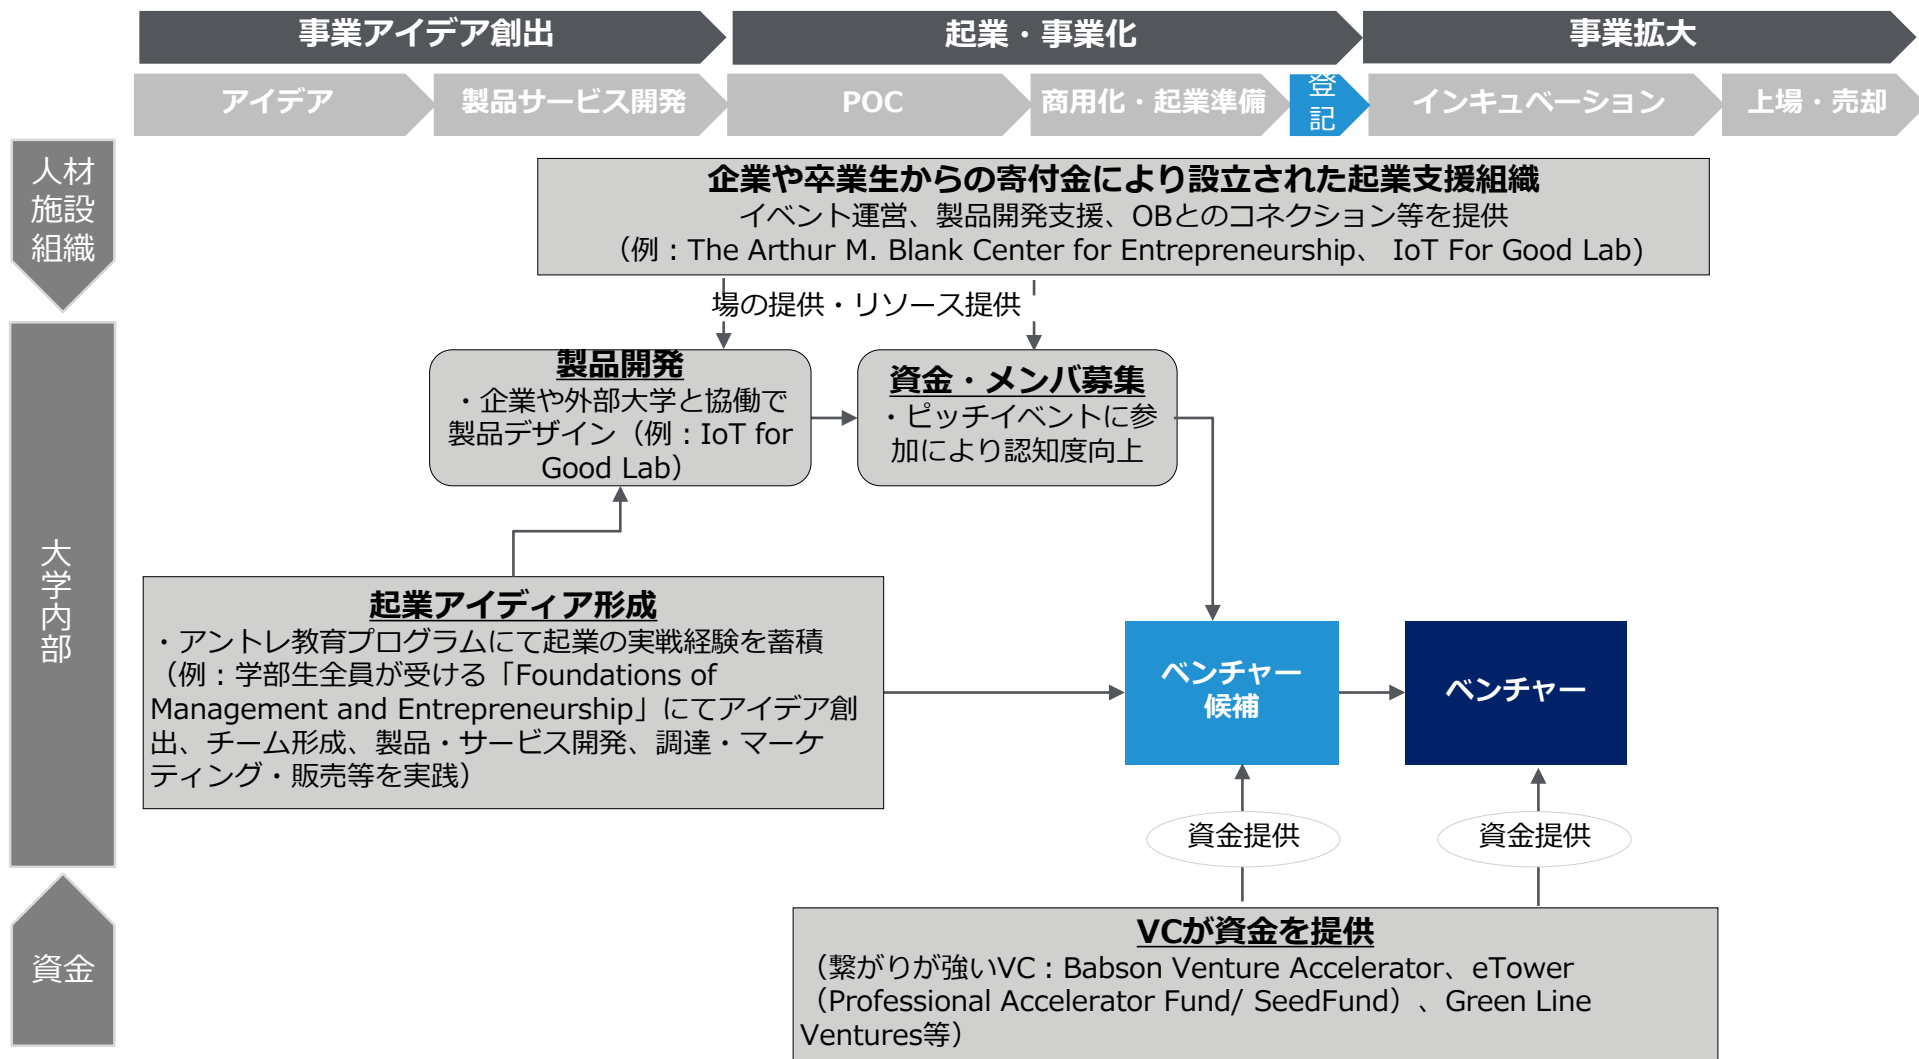 事業アイデア創出
起業・事業化
事業拡大
アイデア
製品サービス開発
POC
商用化・起業準備
登
記
インキュベーション
上場・売却
人材
施設
組織
企業や卒業生からの寄付金により設立された起業支援組織
イベント運営、製品開発支援、OBとのコネクション等を提供
（例：The Arthur M. Blank Center for Entrepreneurship、 IoT For Good Lab)
場の提供・リソース提供
大
学
内
部
製品開発
・企業や外部大学と協働で
製品デザイン（例：IoT for
Good Lab）
資金・メンバ募集
・ピッチイベントに参
加により認知度向上
起業アイディア形成
・アントレ教育プログラムにて起業の実戦経験を蓄積
（例：学部生全員が受ける「Foundations of
Management and Entrepreneurship」にてアイデア創
出、チーム形成、製品・サービス開発、調達・マーケ
ティング・販売等を実践）
ベンチャー
候補
ベンチャー
資金提供
資金提供
資金
VCが資金を提供
（繋がりが強いVC：Babson Venture Accelerator、eTower
（Professional Accelerator Fund/ SeedFund）、Green Line
Ventures等）